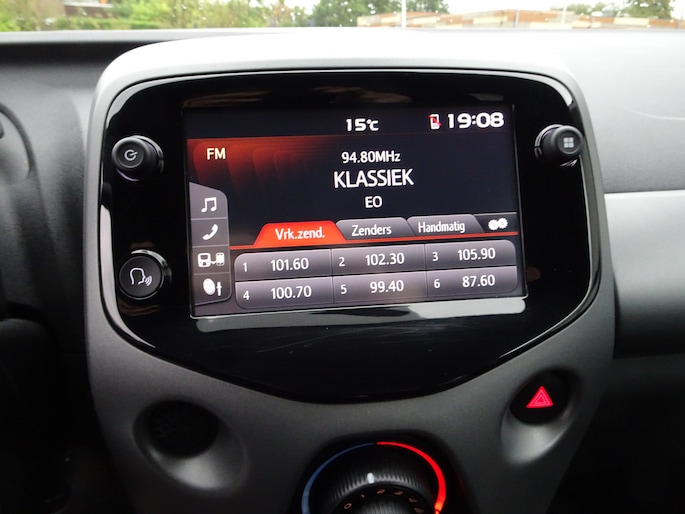 15°C 19:08
FM
94.80MHz
KLASSIEK
EO
Vrk.zend. Zenders Handmatig
1 101.60 2 102.30 3 105.90
4 100.70 5 99.40 6 87.60
0